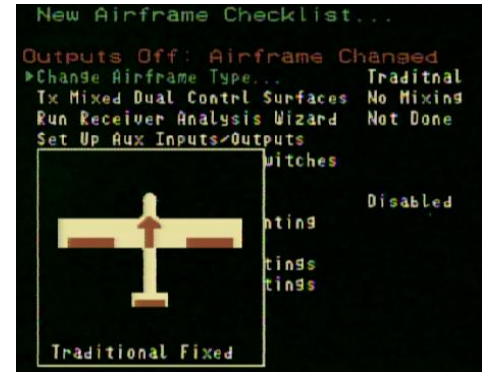 New Airframe Checklist...
Outputs Off: Airframe Changed
▶Change Airframe Type... Traditnal
Tx Mixed Dual Contrl Surfaces No Mixing
Run Receiver Analysis Wizard Not Done
Set Up Aux Inputs/Outputs
witches
Disabled
nting
tings
tings
Traditional Fixed